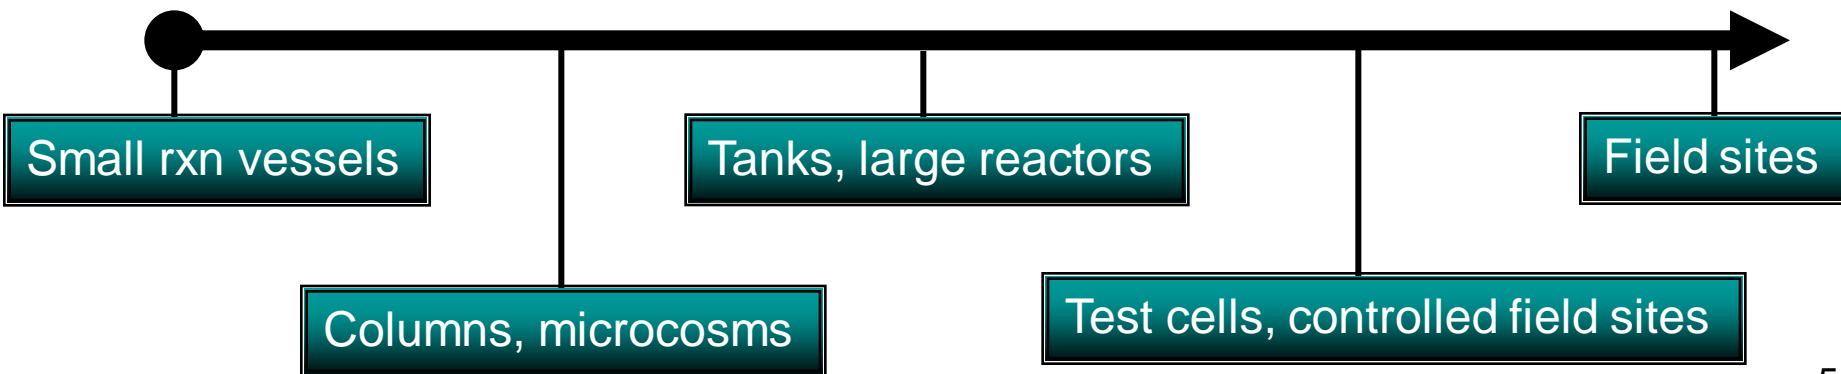 Small rxn vessels
Tanks, large reactors
Field sites
Columns, microcosms
Test cells, controlled field sites